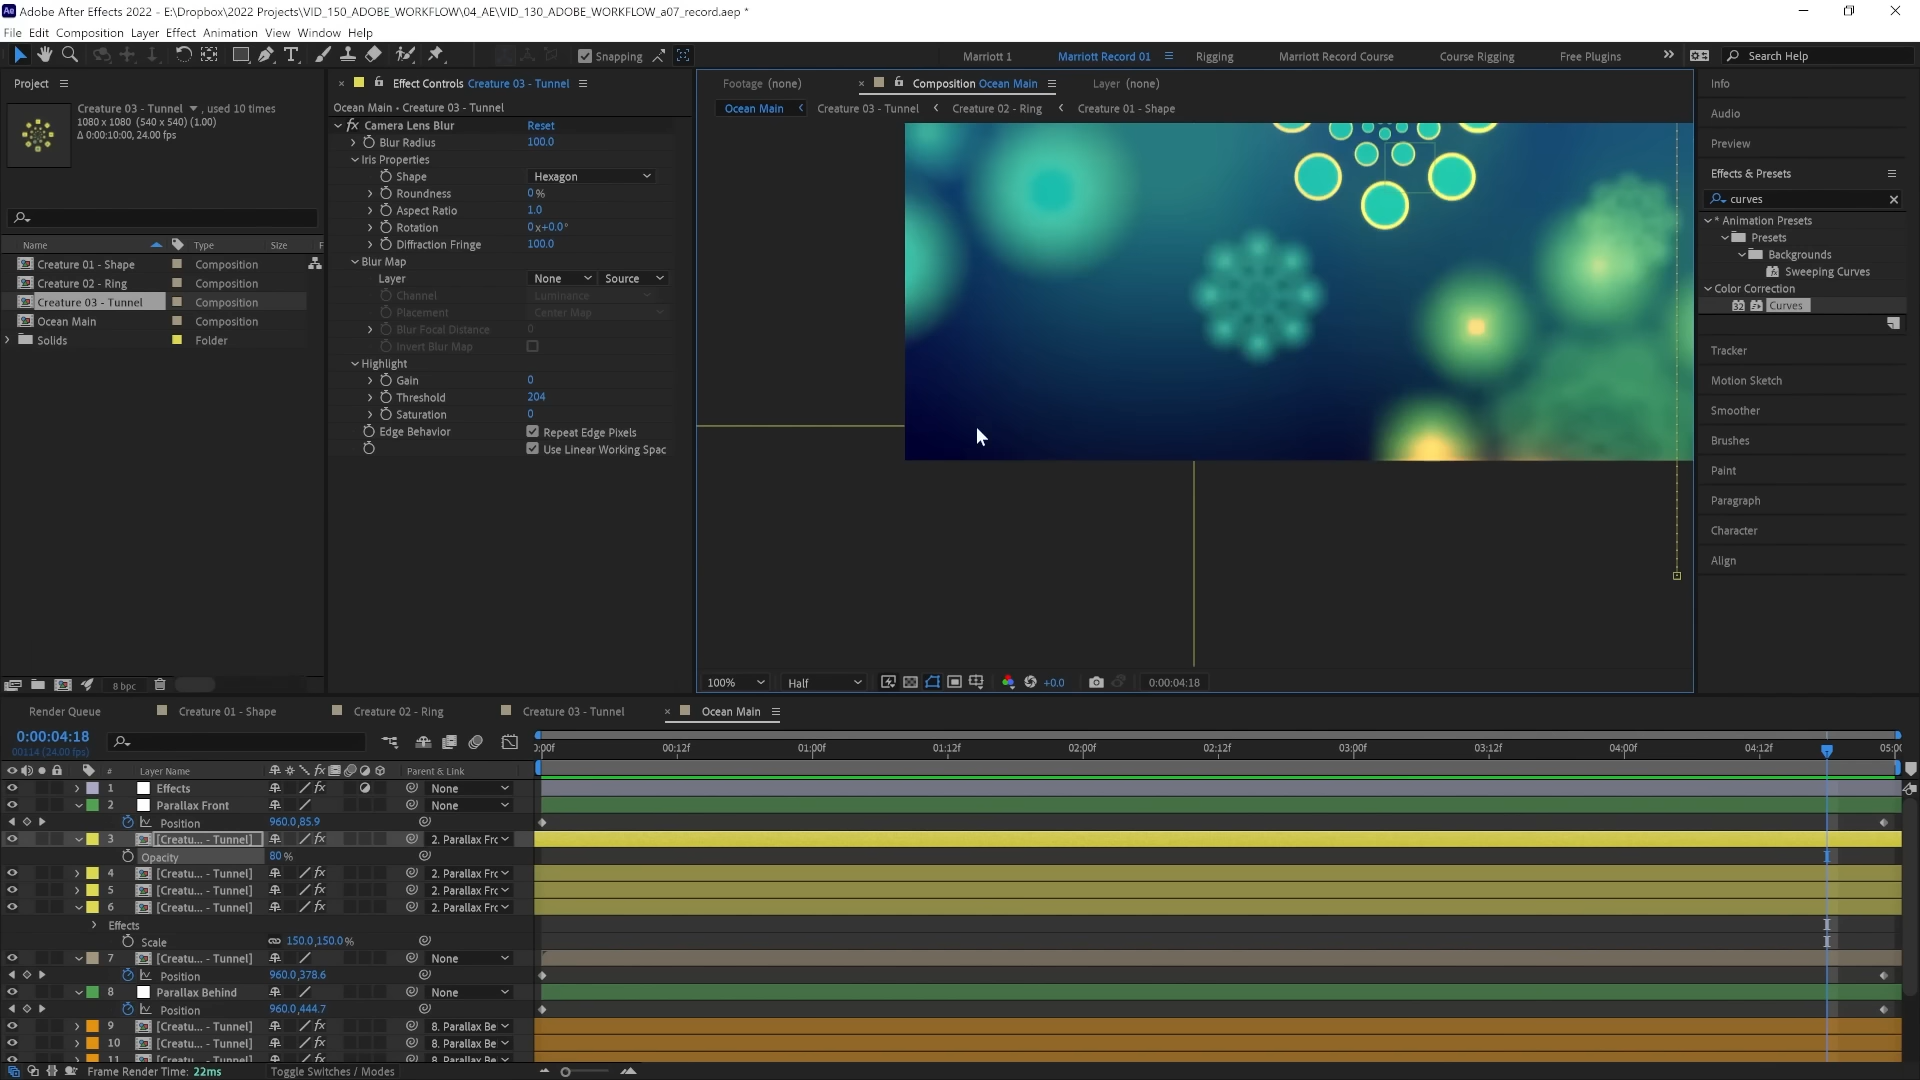 Adobe After Effects 2022 - E:\Dropbox\2022 Projects\VID_150_ADOBE_WORKFLOW\04_AE\VID_130_ADOBE_WORKFLOW_a07_record.aep *
File Edit Composition Layer Effect Animation View Window Help
Snapping
Marriott 1 Marriott Record 01 Rigging Marriott Record Course Course Rigging Free Plugins
Search Help
Project
Creature 03 - Tunnel , used 10 times
1080 x 1080 (540 x 540) (1.00)
Δ 0:00:10:00, 24.00 fps
Name Type Size F
Creature 01 - Shape Composition
Creature 02 - Ring Composition
Creature 03 - Tunnel Composition
Ocean Main Composition
Solids Folder
8 bpc
Effect Controls Creature 03 - Tunnel
Ocean Main • Creature 03 - Tunnel
fx Camera Lens Blur Reset
Blur Radius 100.0
Iris Properties
Shape Hexagon
Roundness 0 %
Aspect Ratio 1.0
Rotation 0x+0.0°
Diffraction Fringe 100.0
Blur Map
Layer None Source
Channel Luminance
Placement Center Map
Blur Focal Distance 0
Invert Blur Map
Highlight
Gain 0
Threshold 204
Saturation 0
Edge Behavior Repeat Edge Pixels
Use Linear Working Spac
Footage (none) Composition Ocean Main Layer (none)
Ocean Main Creature 03 - Tunnel Creature 02 - Ring Creature 01 - Shape
100% Half +0.0 0:00:04:18
Info
Audio
Preview
Effects & Presets
curves
* Animation Presets
Presets
Backgrounds
Sweeping Curves
Color Correction
32 Curves
Tracker
Motion Sketch
Smoother
Brushes
Paint
Paragraph
Character
Align
Render Queue Creature 01 - Shape Creature 02 - Ring Creature 03 - Tunnel Ocean Main
0:00:04:18
00114 (24.00 fps)
:00f 00:12f 01:00f 01:12f 02:00f 02:12f 03:00f 03:12f 04:00f 04:12f 05:00
# Layer Name fx Parent & Link
1 Effects None
2 Parallax Front None
Position 960.0,85.9
3 [Creatu... - Tunnel] fx 2. Parallax Frc
Opacity 80 %
4 [Creatu... - Tunnel] fx 2. Parallax Frc
5 [Creatu... - Tunnel] fx 2. Parallax Frc
6 [Creatu... - Tunnel] fx 2. Parallax Frc
Effects
Scale 150.0,150.0 %
7 [Creatu... - Tunnel] None
Position 960.0,378.6
8 Parallax Behind None
Position 960.0,444.7
9 [Creatu... - Tunnel] fx 8. Parallax Be
10 [Creatu... - Tunnel] fx 8. Parallax Be
11 [Creatu... - Tunnel] fx 8. Parallax Be
Frame Render Time: 22ms Toggle Switches / Modes